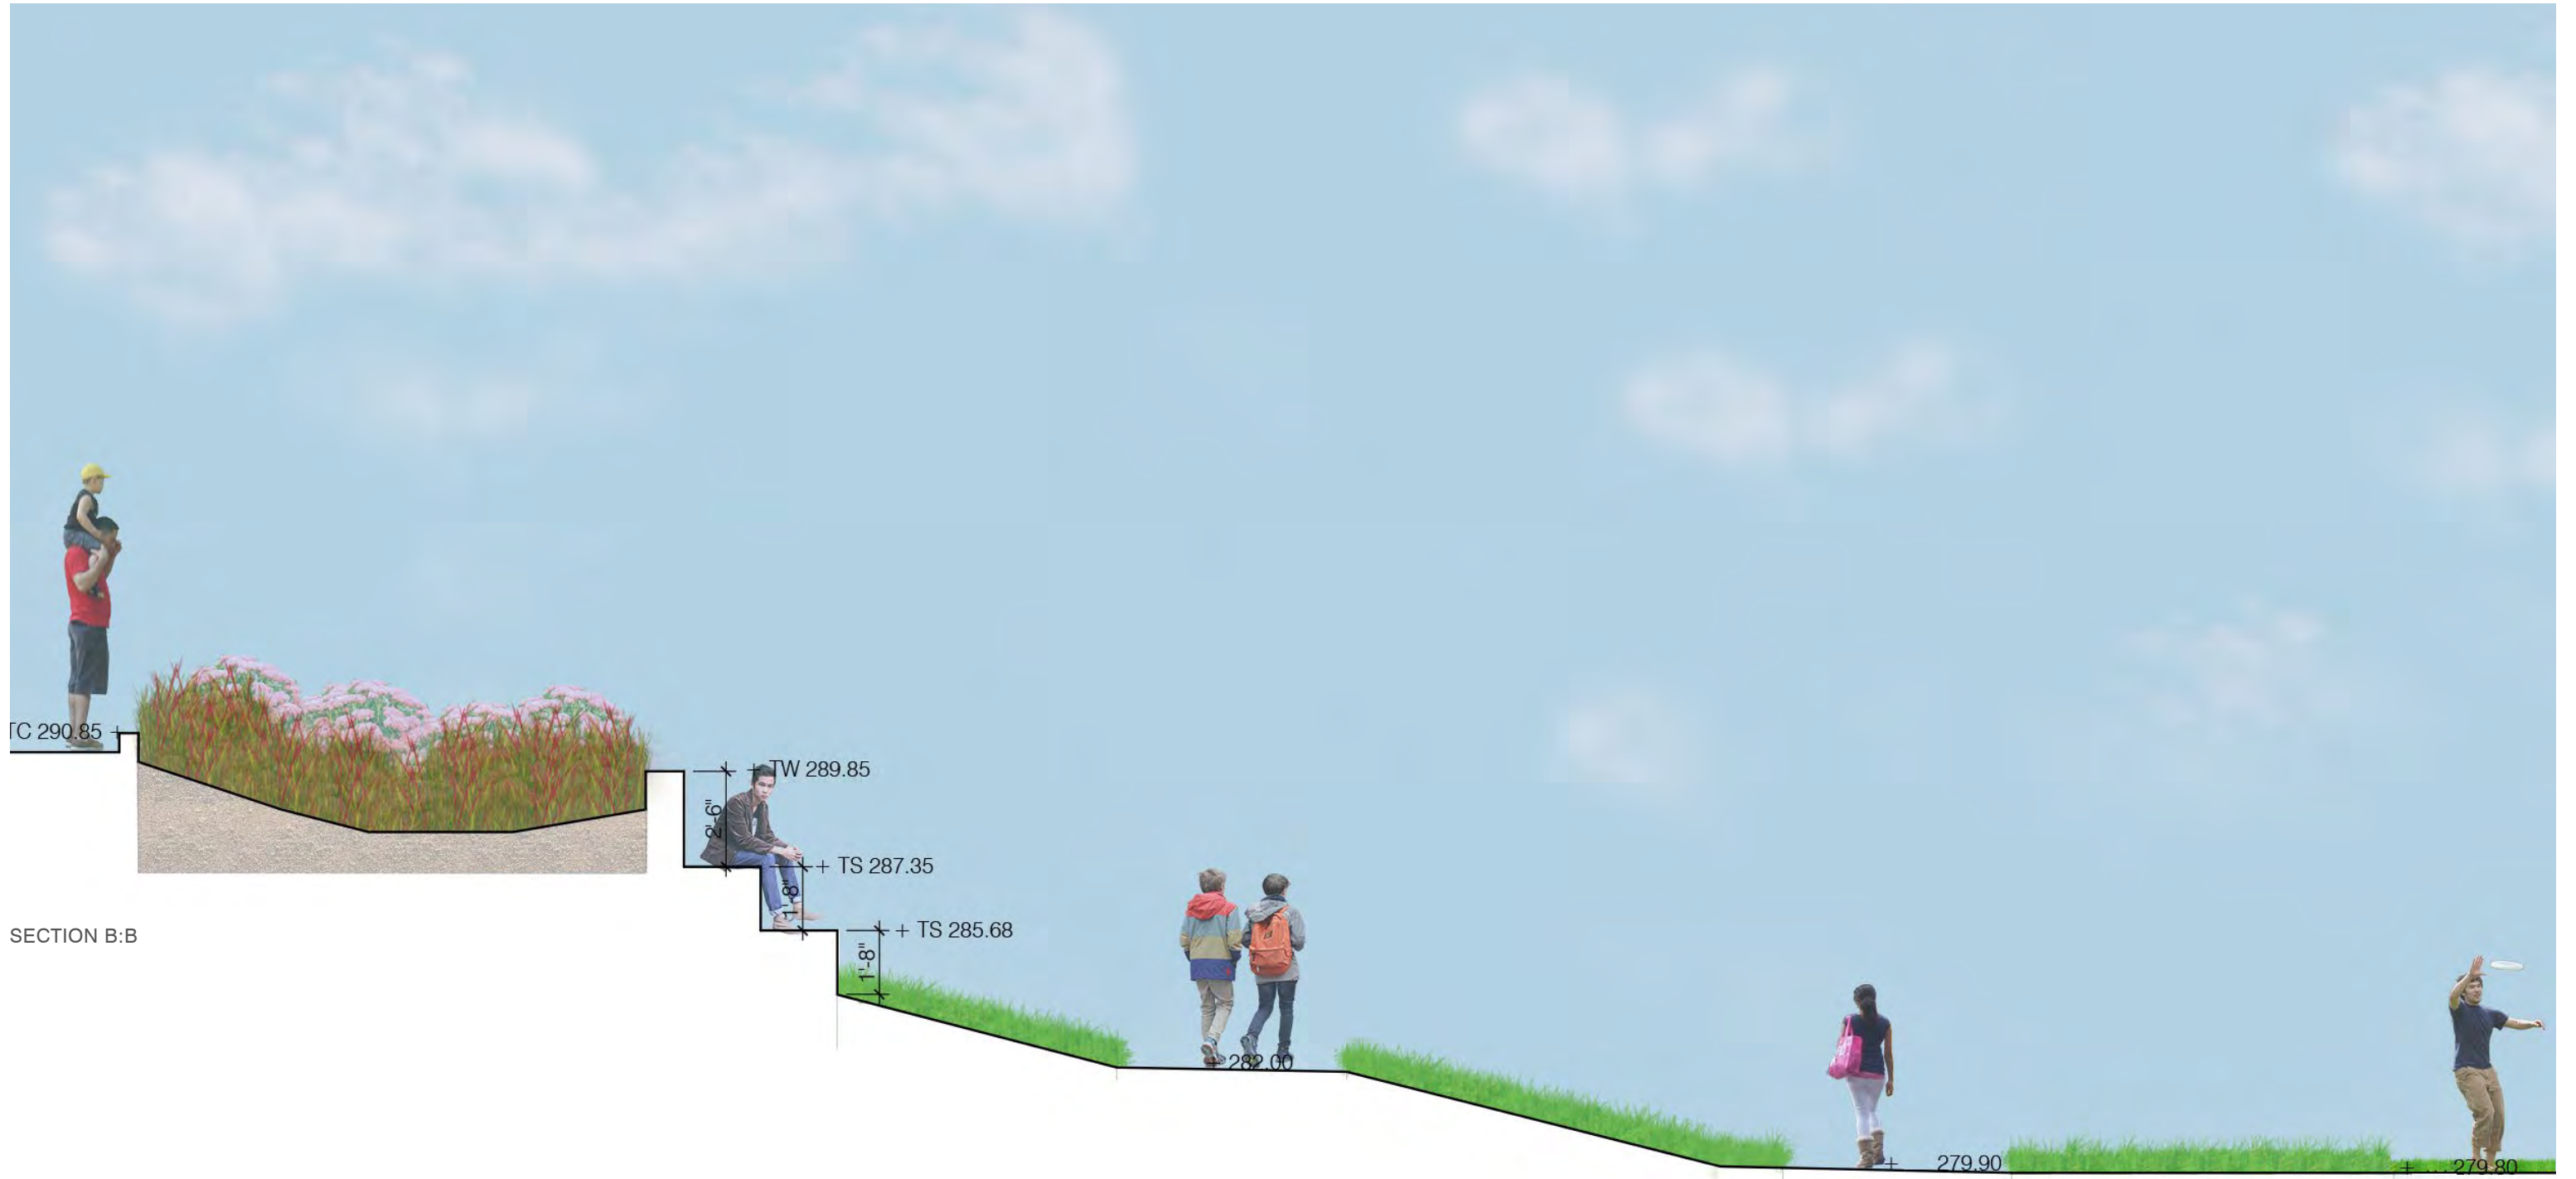 TC 290.85 +
+ TW 289.85
2'-6"
+ TS 287.35
1'-8"
+ TS 285.68
SECTION B:B
1'-8"
+ 282.00
+ 279.90
+ 279.80